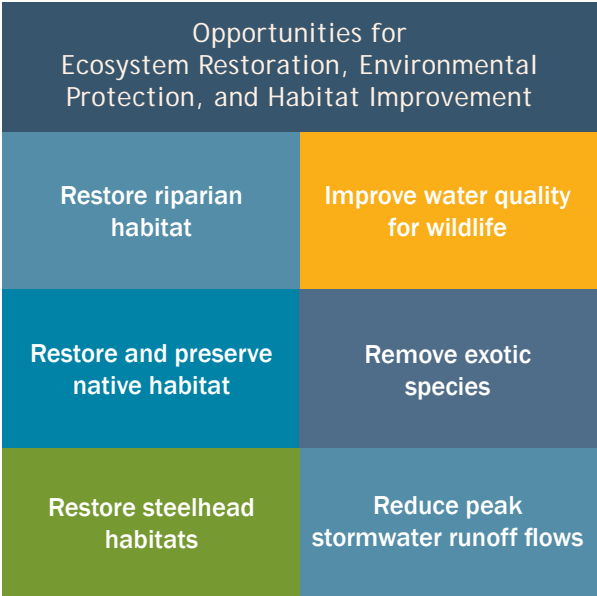 Opportunities for
Ecosystem Restoration, Environmental
Protection, and Habitat Improvement
Restore riparian
habitat
Improve water quality
for wildlife
Restore and preserve
native habitat
Remove exotic
species
Restore steelhead
habitats
Reduce peak
stormwater runoff flows